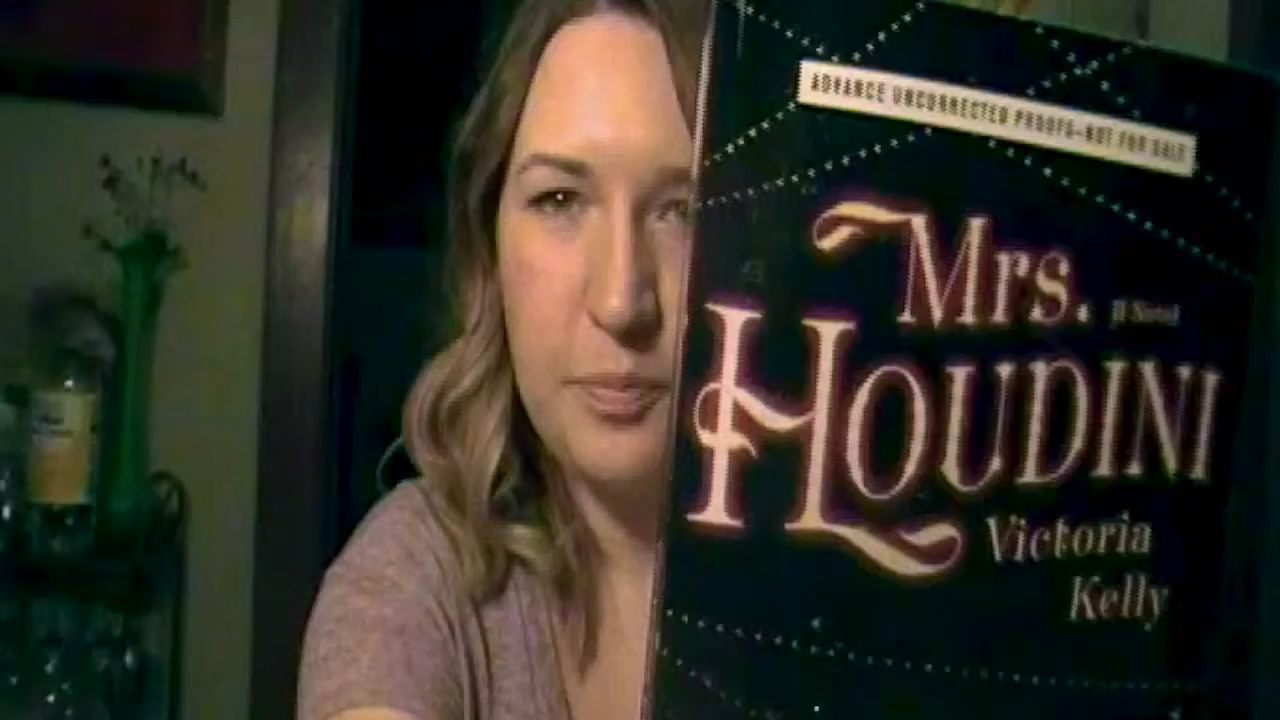 ADVANCE UNCORRECTED PROOFS—NOT FOR SALE
Mrs.
A Novel
HOUDINI
Victoria
Kelly